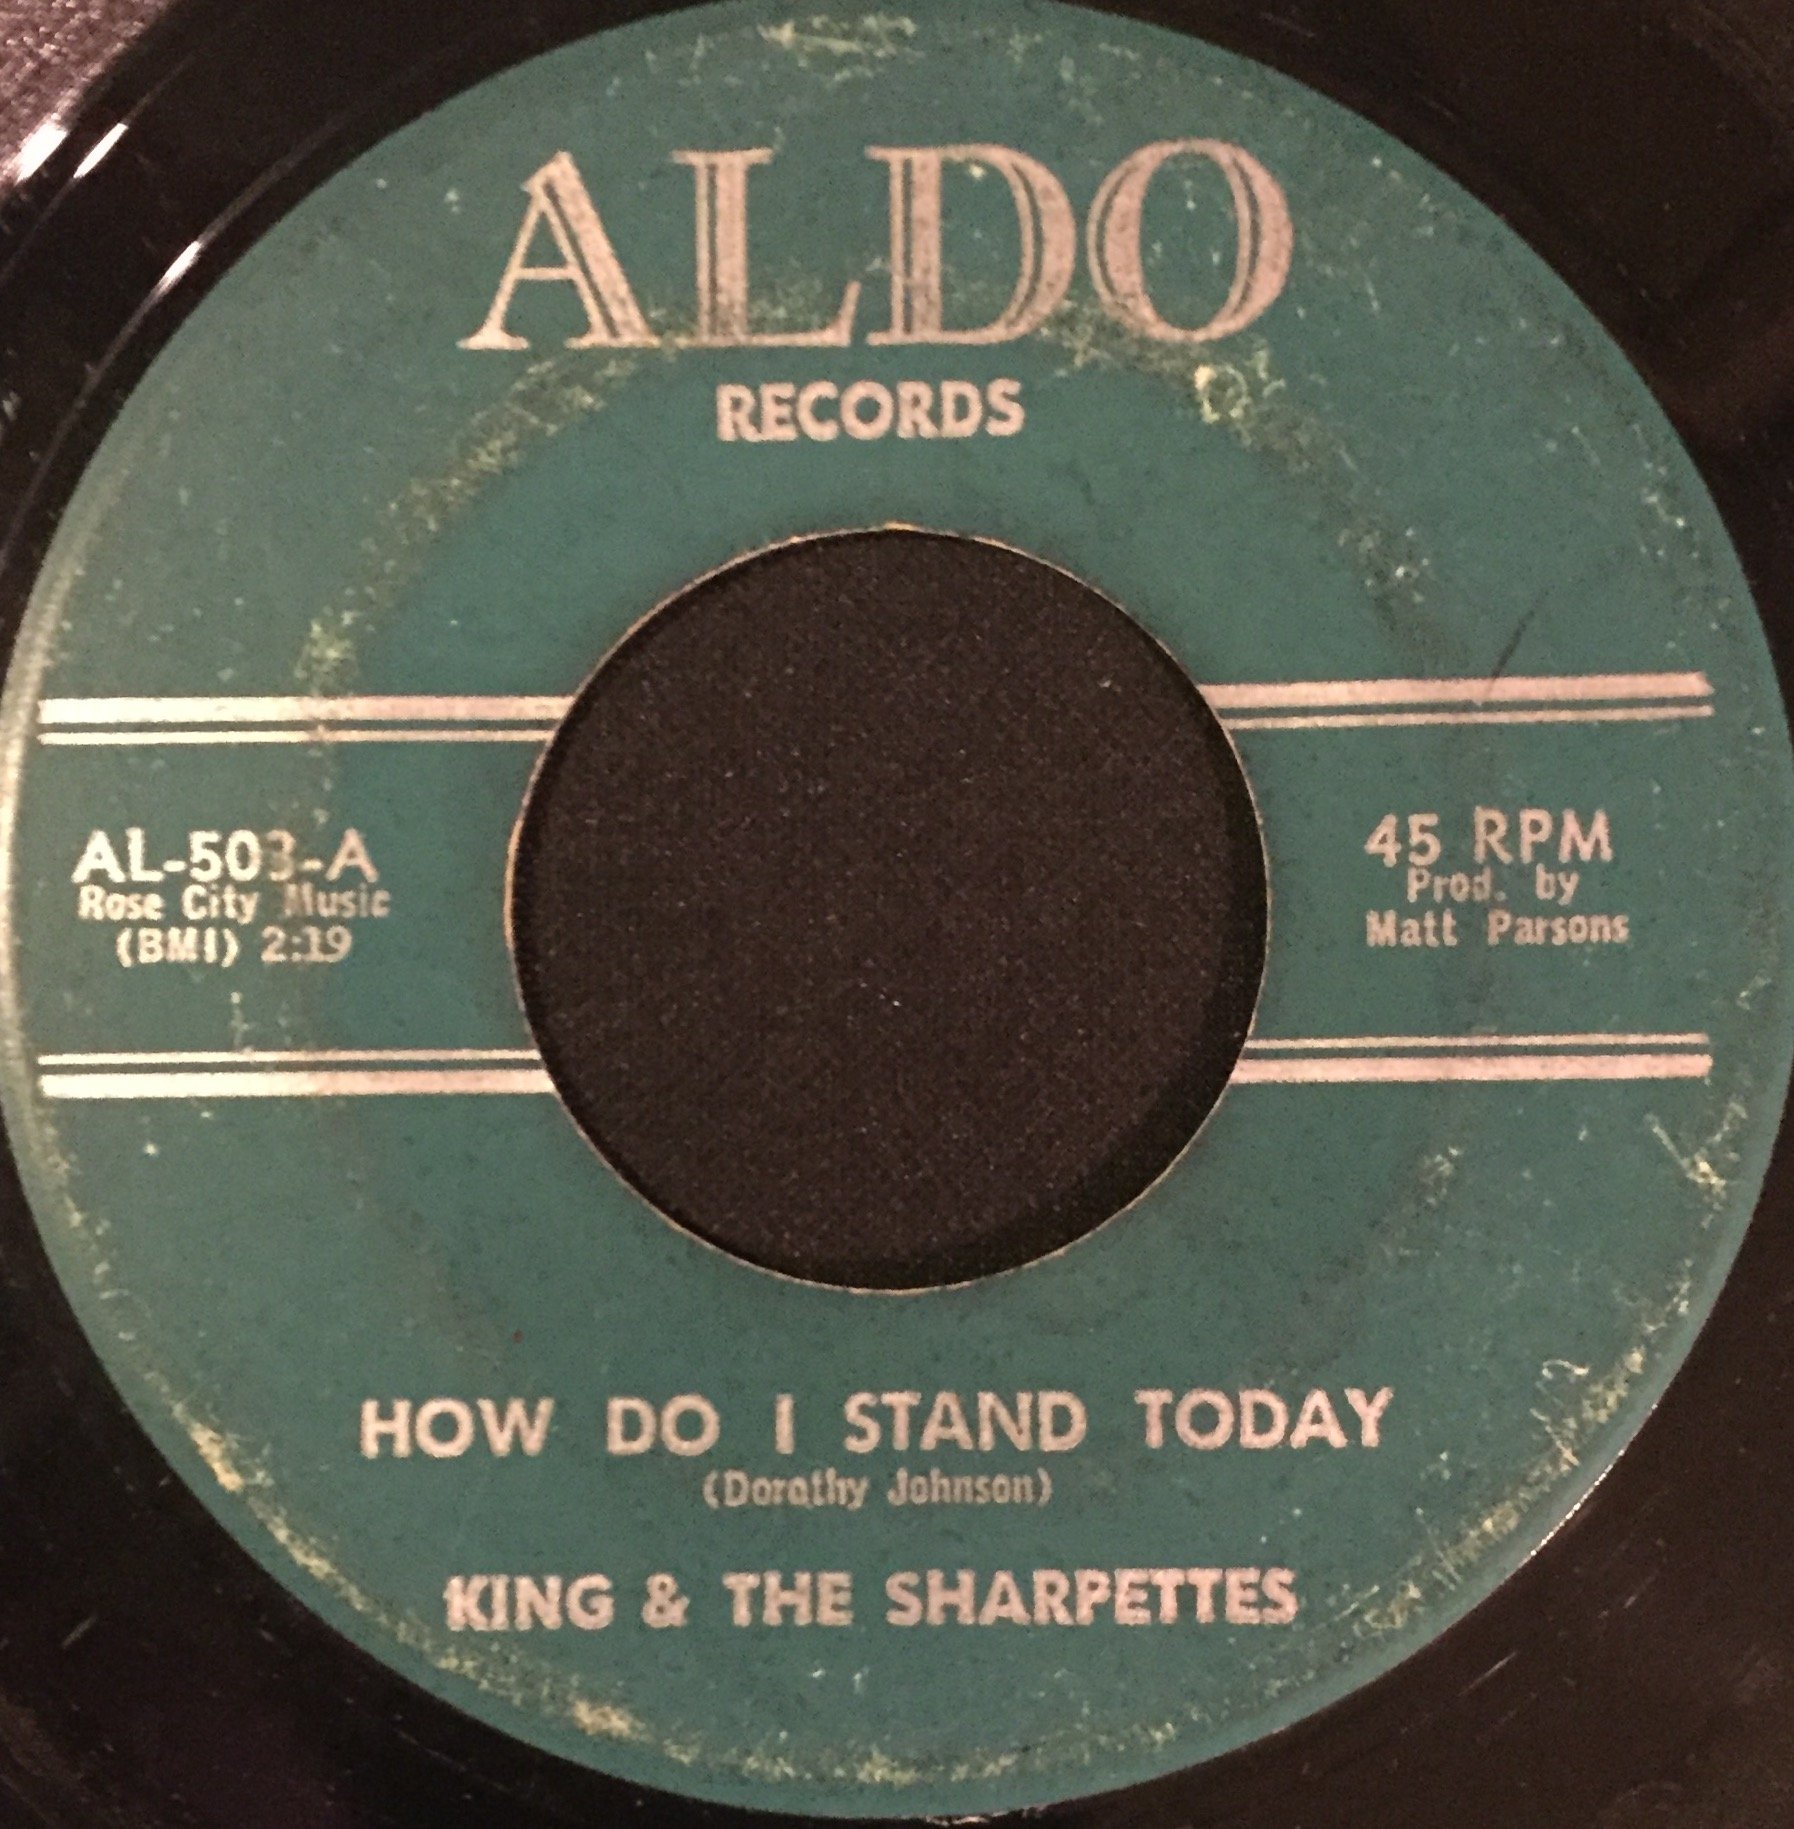 ALDO
RECORDS
AL-503-A
Rose City Music
(BMI) 2:19
45 RPM
Prod. by
Matt Parsons
HOW DO I STAND TODAY
(Dorothy Johnson)
KING & THE SHARPETTES